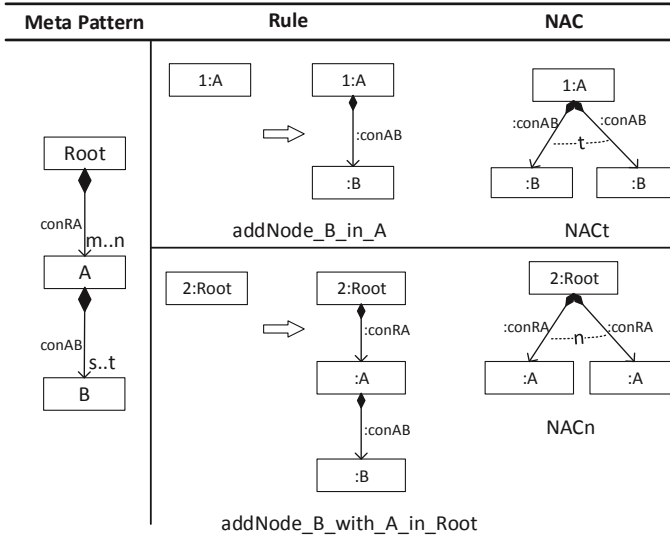 Meta Pattern
Rule
NAC
Root
conRA
m..n
A
conAB
s..t
B
1:A
1:A
:conAB
:B
addNode_B_in_A
1:A
:conAB
:conAB
t
:B
:B
NACt
2:Root
2:Root
:conRA
:A
:conAB
:B
addNode_B_with_A_in_Root
2:Root
:conRA
:conRA
n
:A
:A
NACn